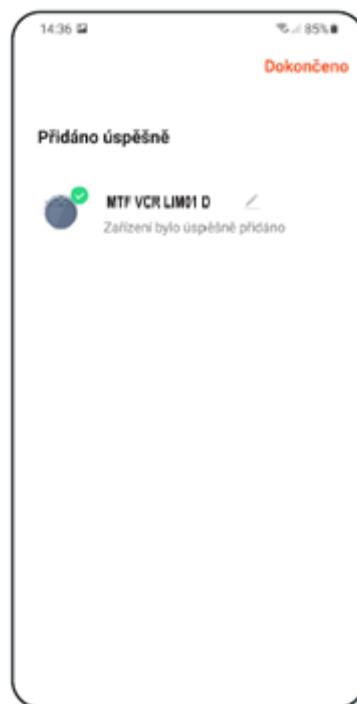 14:36 85%
Dokončeno
Přidáno úspěšně
MTF VCR LIM01 D
Zařízení bylo úspěšně přidáno